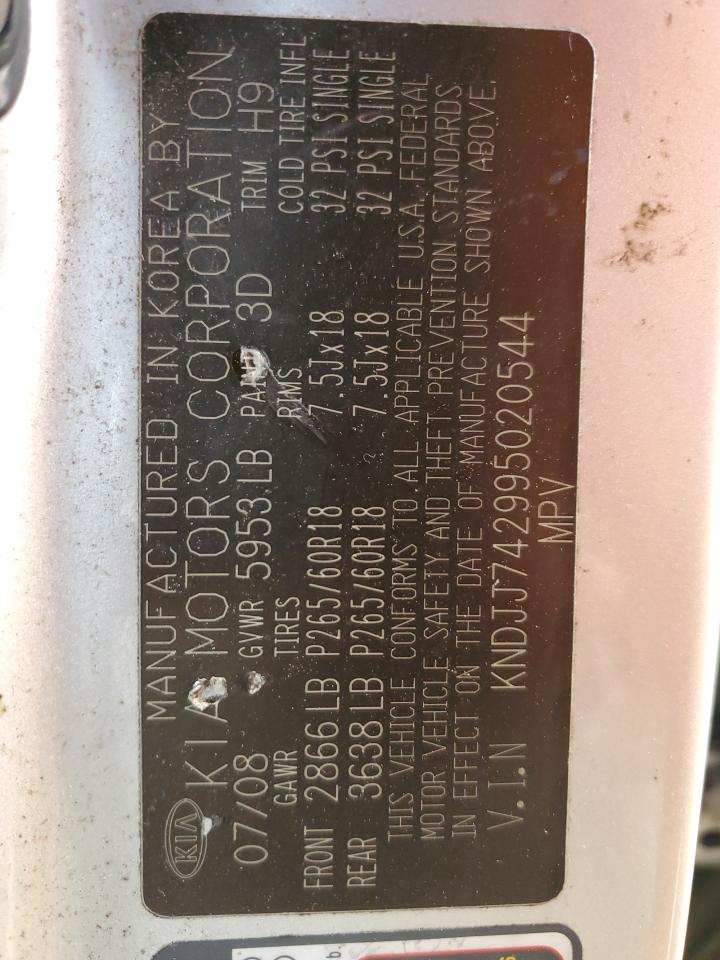 MANUFACTURED IN KOREA BY
KIA KIA MOTORS CORPORATION
07/08 GVWR 5953 LB PAINT 3D TRIM H9
GAWR TIRES RIMS COLD TIRE INFL
FRONT 2866 LB P265/60R18 7.5Jx18 32 PSI SINGLE
REAR 3638 LB P265/60R18 7.5Jx18 32 PSI SINGLE
THIS VEHICLE CONFORMS TO ALL APPLICABLE U.S.A. FEDERAL
MOTOR VEHICLE SAFETY AND THEFT PREVENTION STANDARDS
IN EFFECT ON THE DATE OF MANUFACTURE SHOWN ABOVE.
V.I.N KNDJJ742995020544
MPV